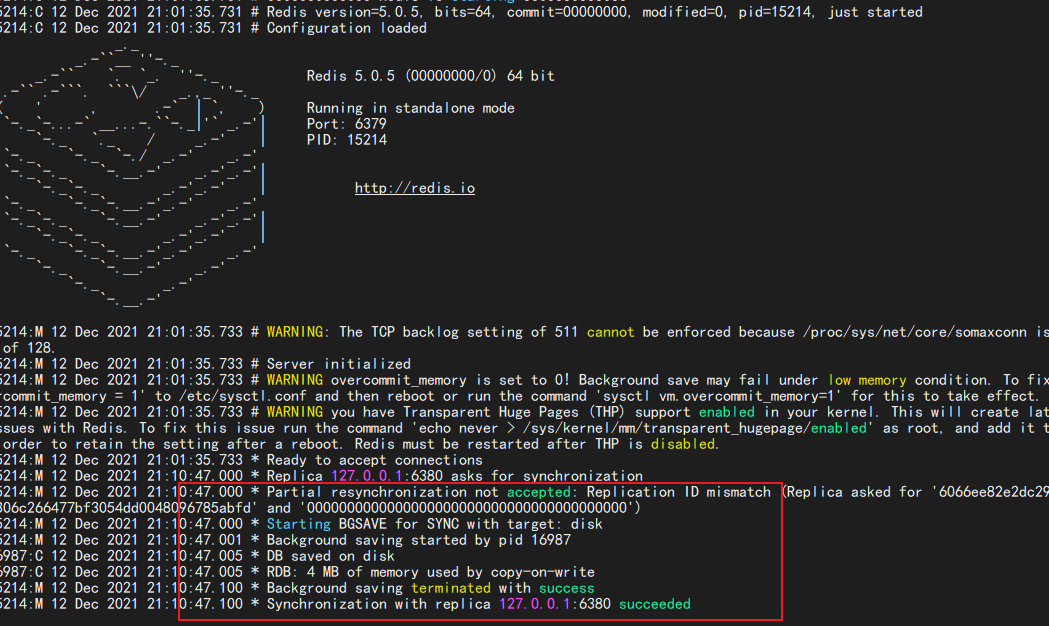 5214:C 12 Dec 2021 21:01:35.731 # Redis version=5.0.5, bits=64, commit=00000000, modified=0, pid=15214, just started
5214:C 12 Dec 2021 21:01:35.731 # Configuration loaded
Redis 5.0.5 (00000000/0) 64 bit
Running in standalone mode
Port: 6379
PID: 15214
http://redis.io
5214:M 12 Dec 2021 21:01:35.733 # WARNING: The TCP backlog setting of 511 cannot be enforced because /proc/sys/net/core/somaxconn is
of 128.
5214:M 12 Dec 2021 21:01:35.733 # Server initialized
5214:M 12 Dec 2021 21:01:35.733 # WARNING overcommit_memory is set to 0! Background save may fail under low memory condition. To fix
rcommit_memory = 1' to /etc/sysctl.conf and then reboot or run the command 'sysctl vm.overcommit_memory=1' for this to take effect.
5214:M 12 Dec 2021 21:01:35.733 # WARNING you have Transparent Huge Pages (THP) support enabled in your kernel. This will create lat
ssues with Redis. To fix this issue run the command 'echo never > /sys/kernel/mm/transparent_hugepage/enabled' as root, and add it t
order to retain the setting after a reboot. Redis must be restarted after THP is disabled.
5214:M 12 Dec 2021 21:01:35.733 * Ready to accept connections
5214:M 12 Dec 2021 21:10:47.000 * Replica 127.0.0.1:6380 asks for synchronization
5214:M 12 Dec 2021 21:10:47.000 * Partial resynchronization not accepted: Replication ID mismatch (Replica asked for '6066ee82e2dc29
306c266477bf3054dd0048096785abfd' and '0000000000000000000000000000000000000000')
5214:M 12 Dec 2021 21:10:47.000 * Starting BGSAVE for SYNC with target: disk
5214:M 12 Dec 2021 21:10:47.001 * Background saving started by pid 16987
6987:C 12 Dec 2021 21:10:47.005 * DB saved on disk
6987:C 12 Dec 2021 21:10:47.005 * RDB: 4 MB of memory used by copy-on-write
5214:M 12 Dec 2021 21:10:47.100 * Background saving terminated with success
5214:M 12 Dec 2021 21:10:47.100 * Synchronization with replica 127.0.0.1:6380 succeeded